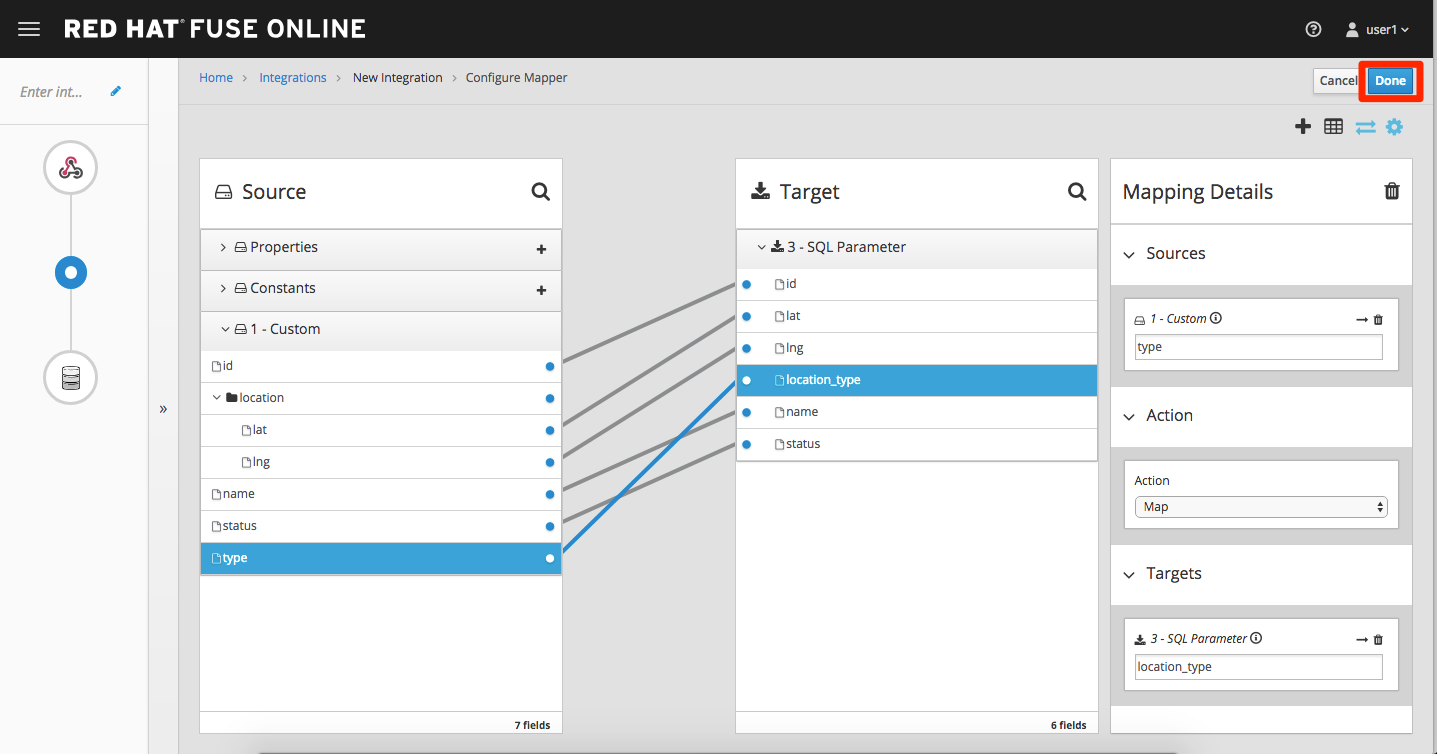 RED HAT® FUSE ONLINE
user1
Enter int...
Home > Integrations > New Integration > Configure Mapper
Cancel
Done
Source
Properties
Constants
1 - Custom
id
location
lat
lng
name
status
type
7 fields
»
Target
3 - SQL Parameter
id
lat
lng
location_type
name
status
6 fields
Mapping Details
Sources
1 - Custom
type
Action
Action
Map
Targets
3 - SQL Parameter
location_type